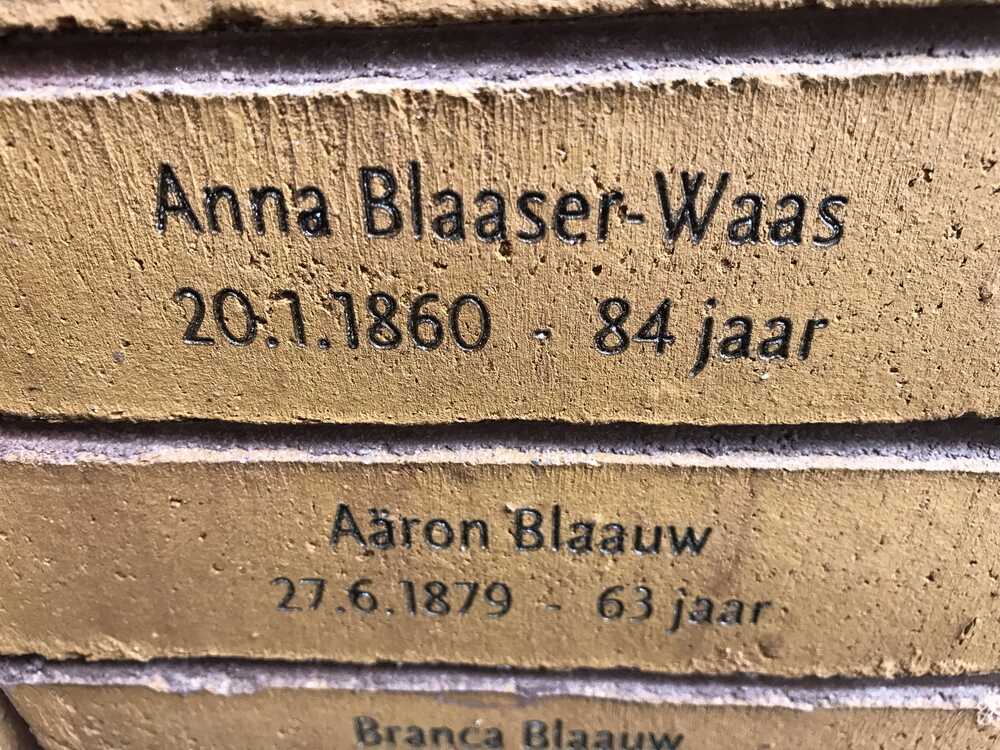 Anna Blaaser-Waas
20.1.1860 - 84 jaar
Aäron Blaauw
27.6.1879 - 63 jaar
Branca Blaauw